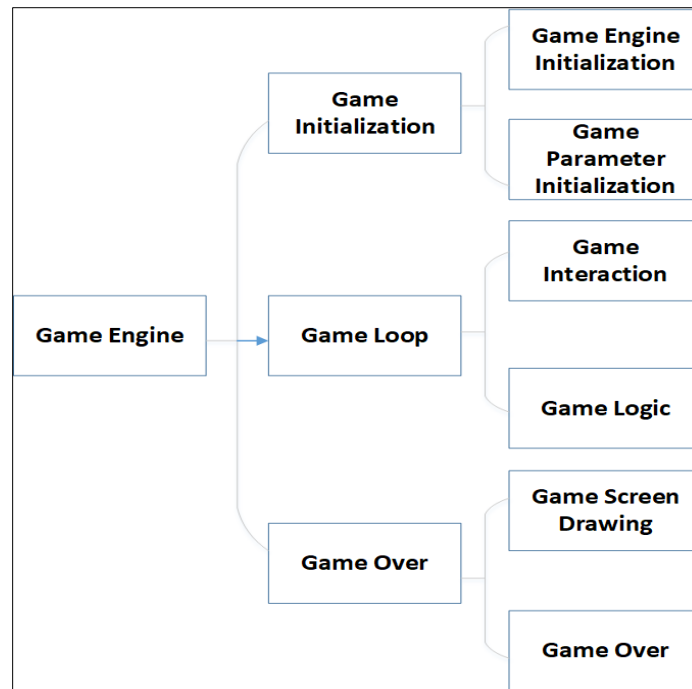 Game Engine
Game
Initialization
Game Engine
Initialization
Game
Parameter
Initialization
Game Loop
Game
Interaction
Game Logic
Game Over
Game Screen
Drawing
Game Over